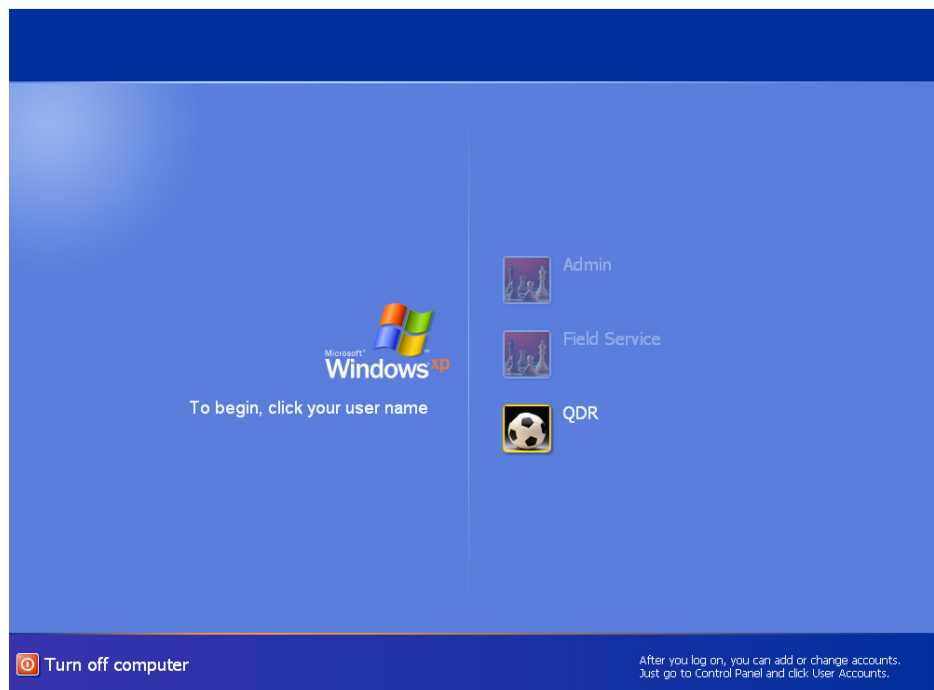 Admin
Field Service
Microsoft®
Windows xp™
To begin, click your user name
QDR
Turn off computer
After you log on, you can add or change accounts.
Just go to Control Panel and click User Accounts.